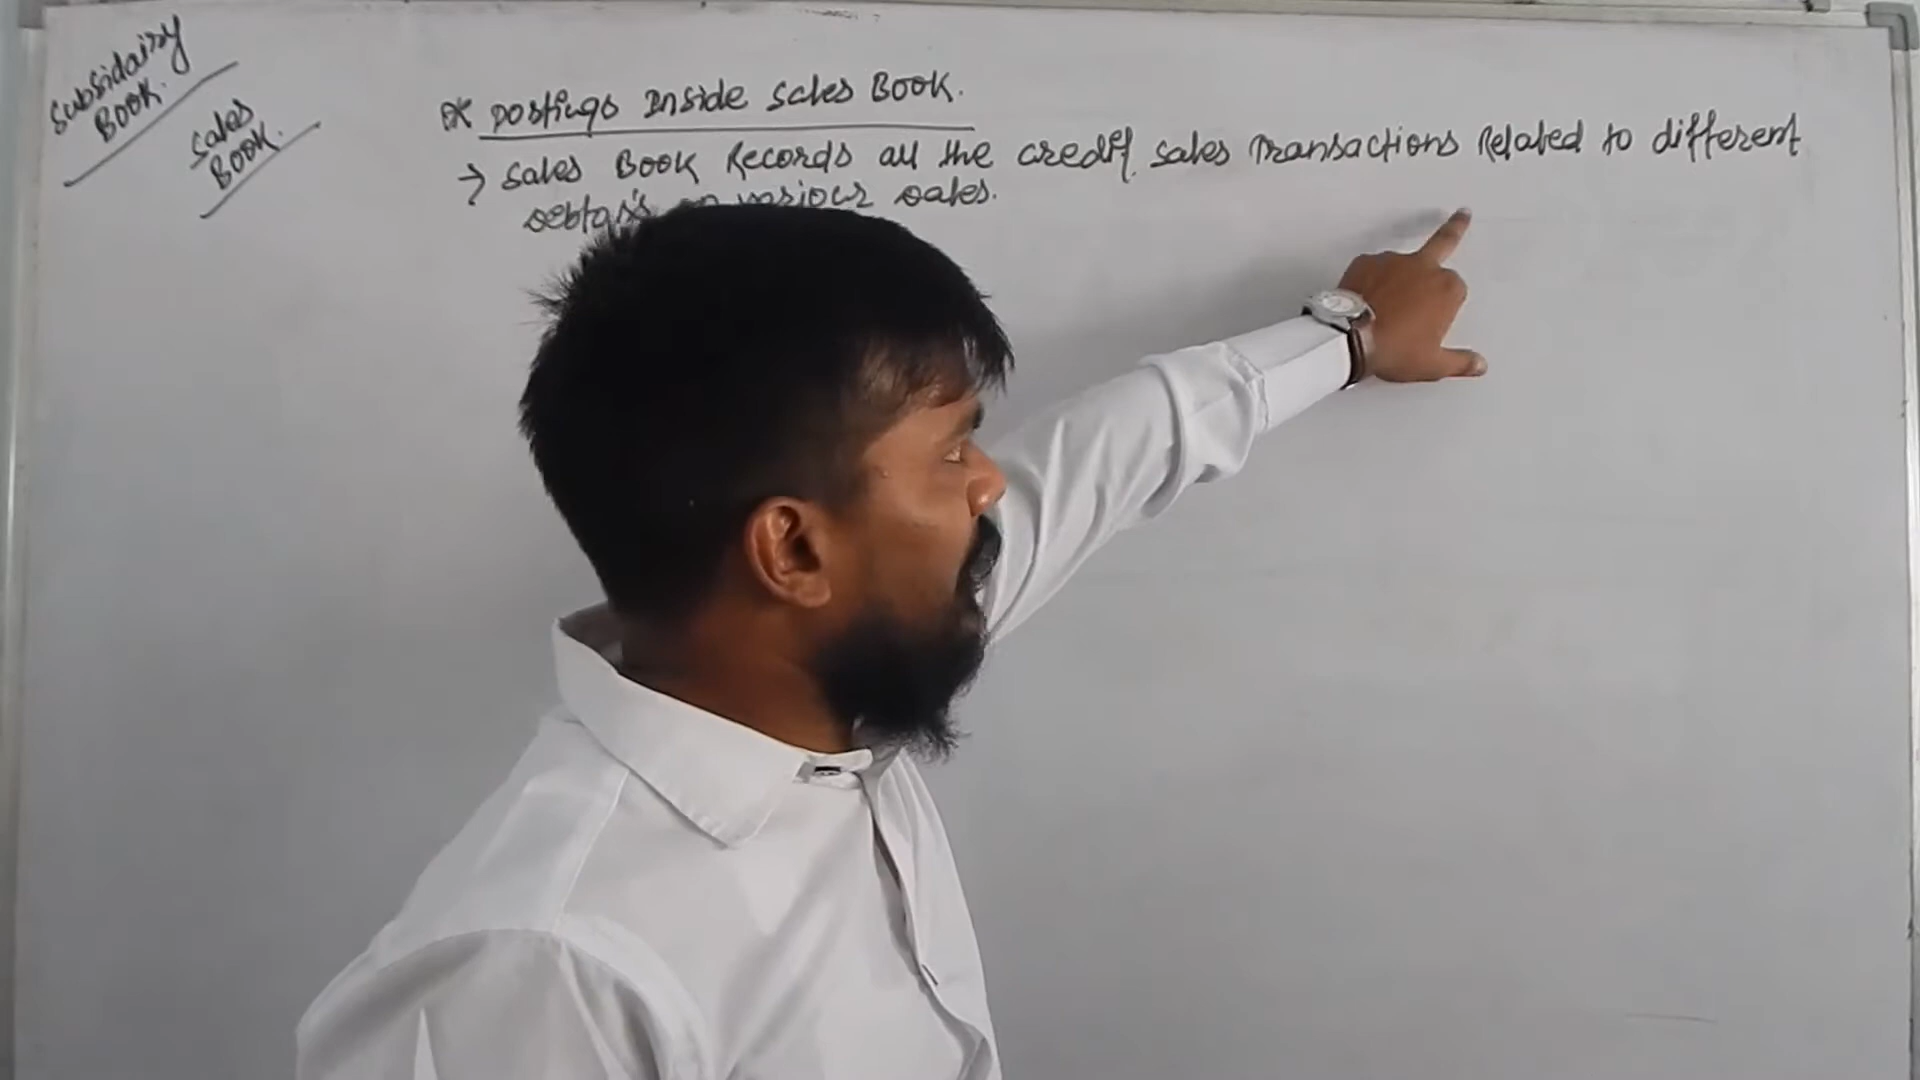 Subsidairy
Book.
Sales
Book.
* Postings Inside Sales Book.
→ Sales Book Records all the credit sales Transactions Related to different
various dates.